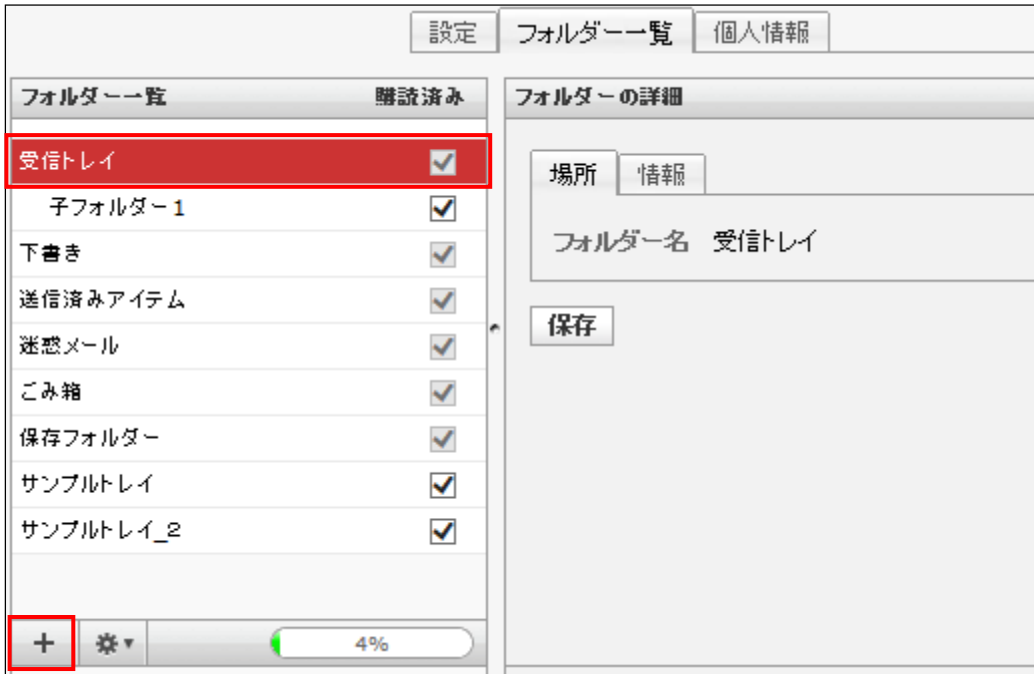 設定 フォルダー一覧 個人情報
フォルダー一覧 購読済み
フォルダーの詳細
受信トレイ
子フォルダー1
下書き
送信済みアイテム
迷惑メール
ごみ箱
保存フォルダー
サンプルトレイ
サンプルトレイ_2
4%
場所 情報
フォルダー名 受信トレイ
保存